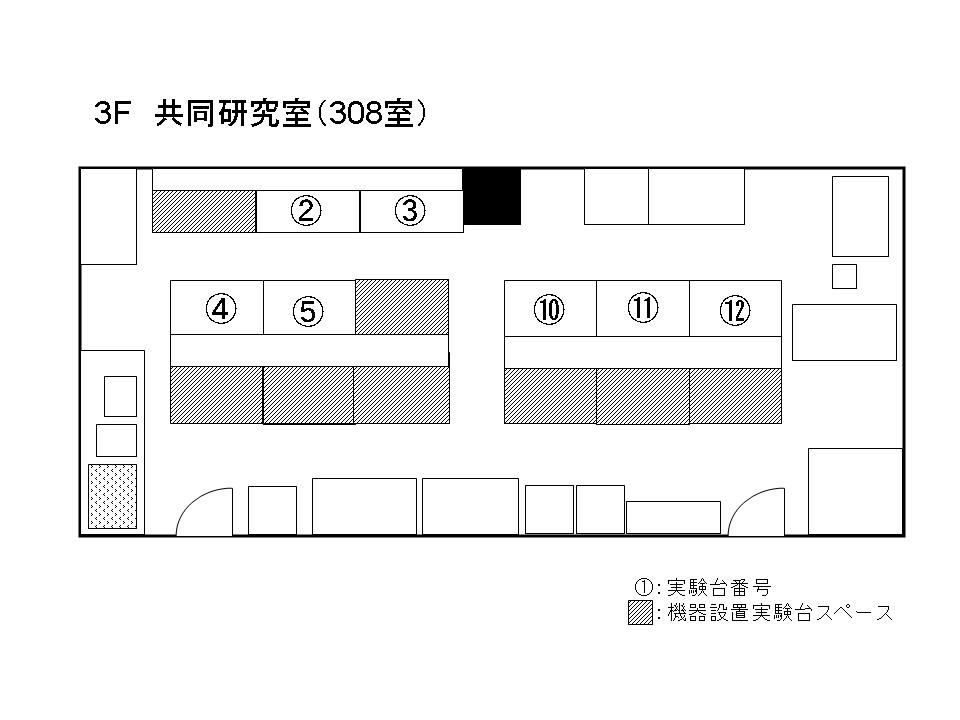 3F 共同研究室(308室)
② ③
④ ⑤ ⑩ ⑪ ⑫
①:実験台番号
:機器設置実験台スペース